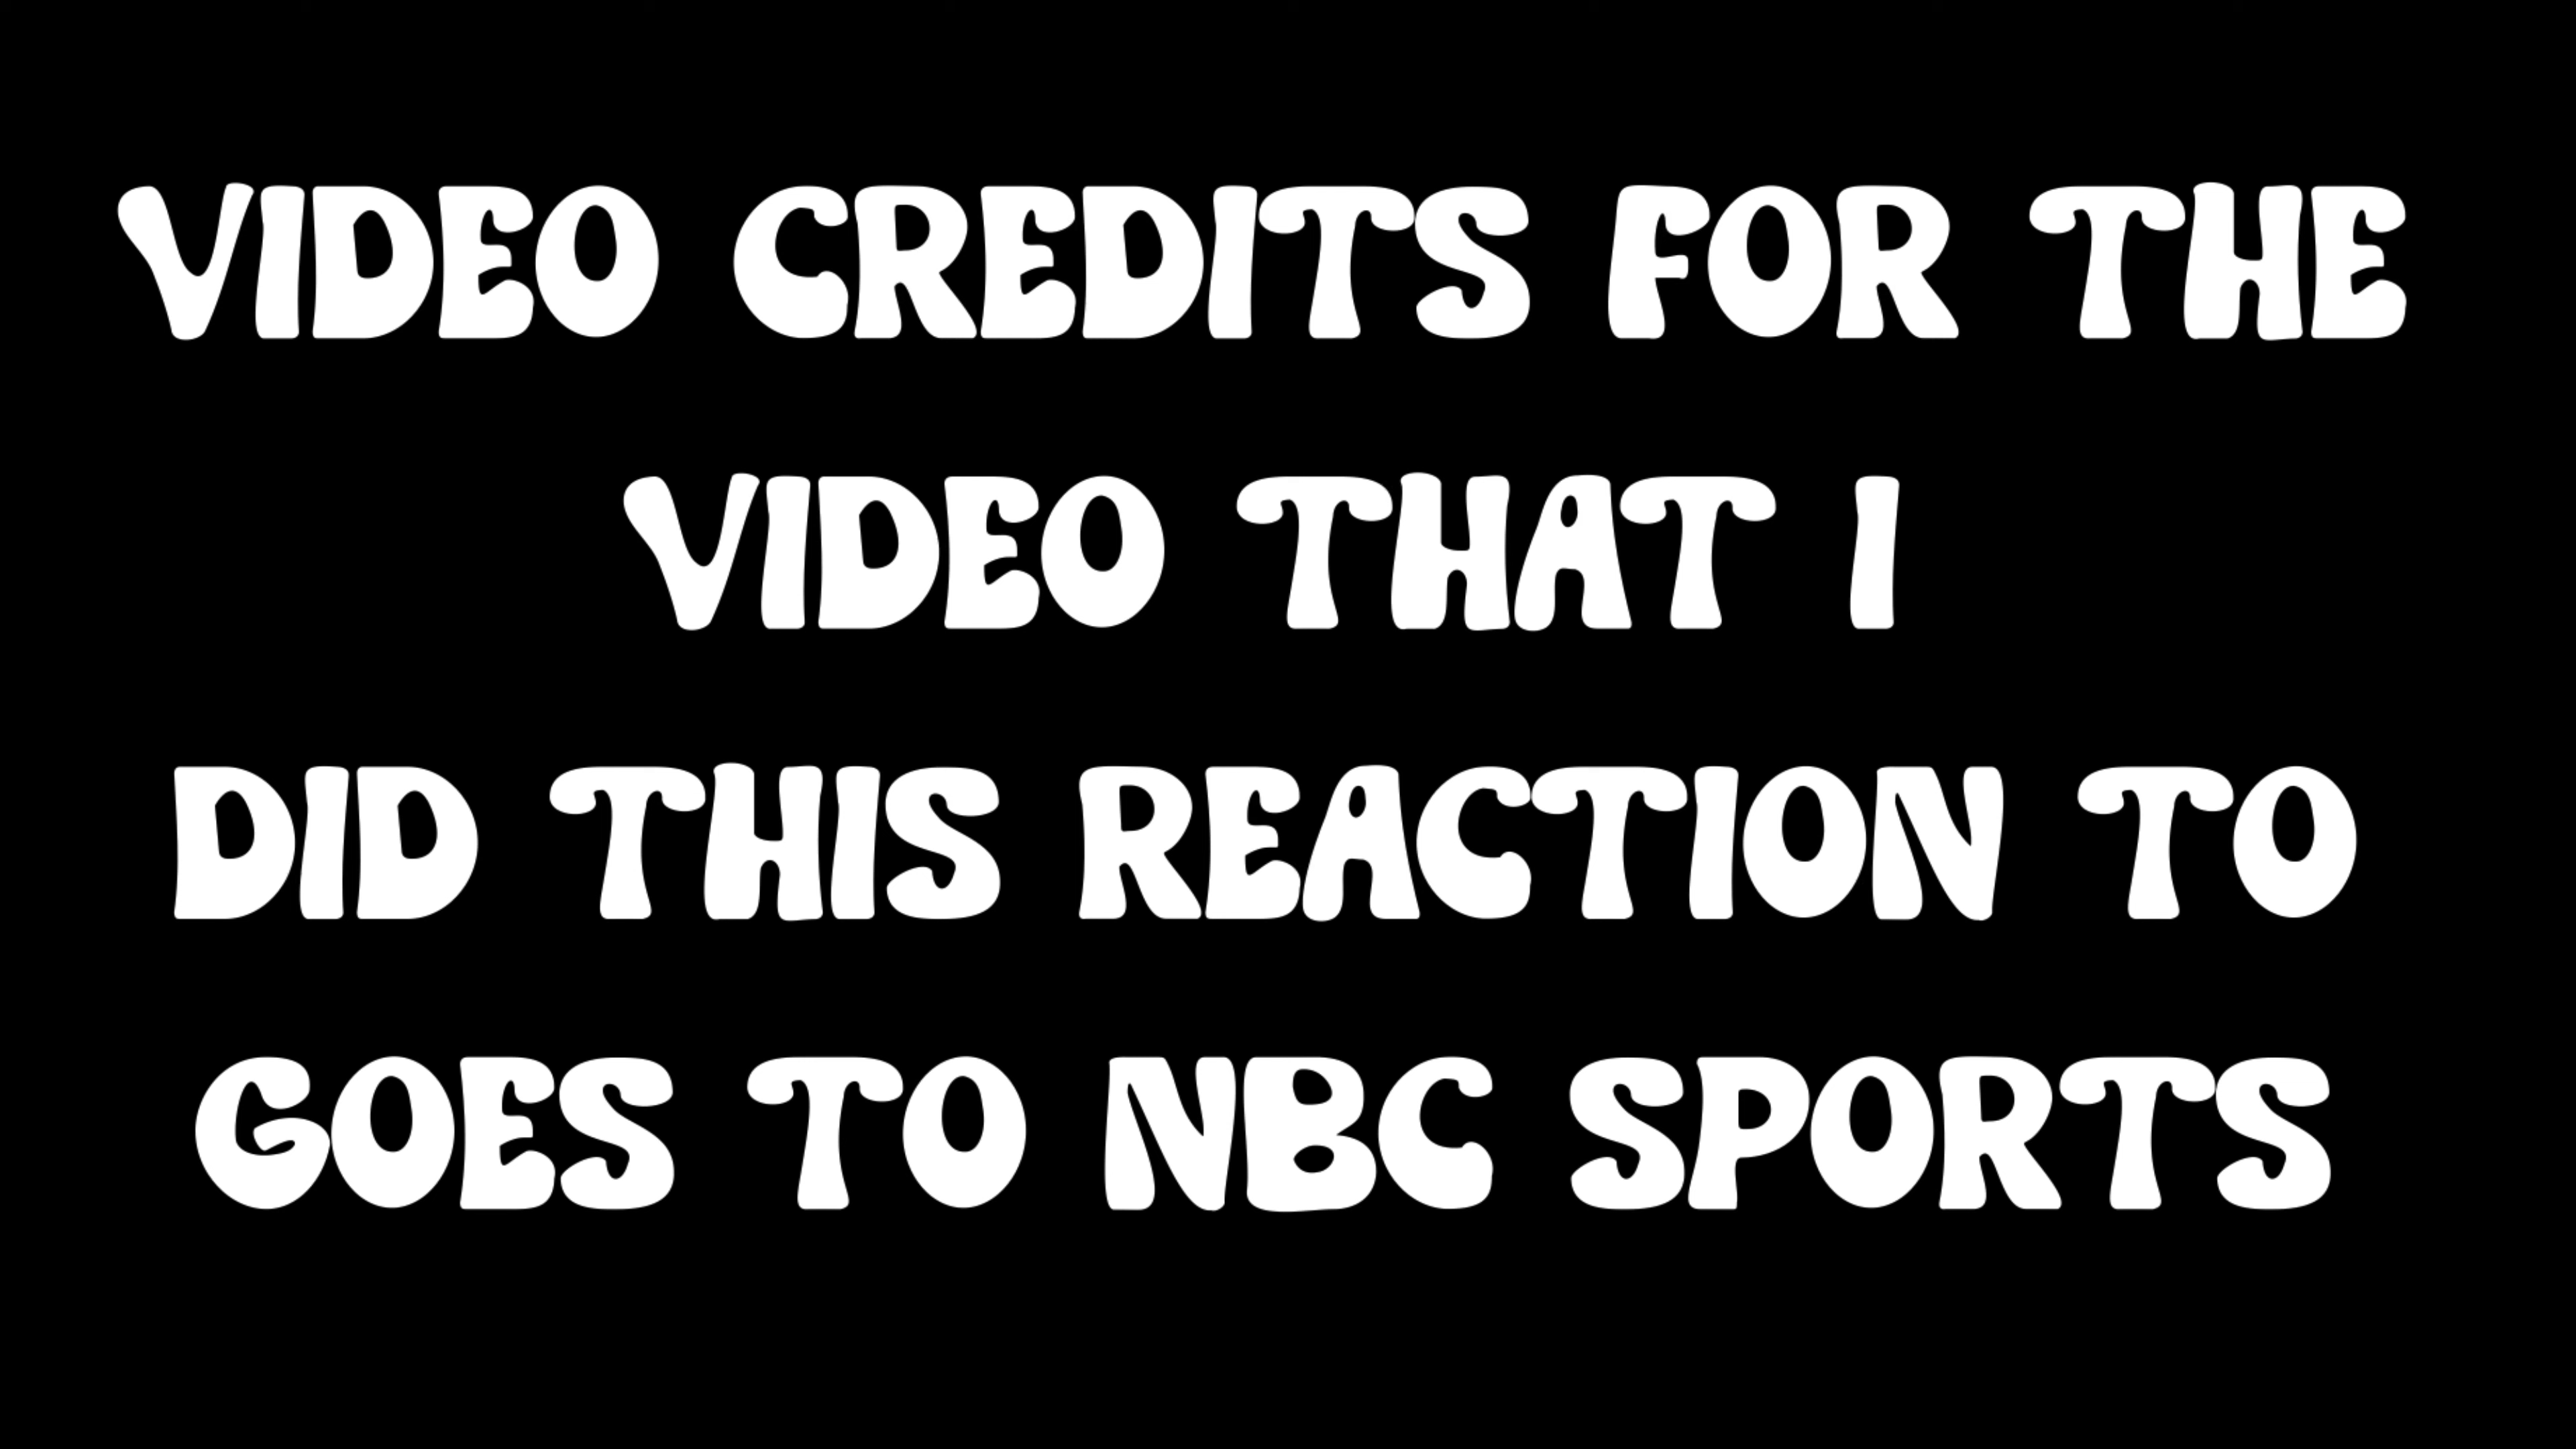 VIDEO CREDITS FOR THE
VIDEO THAT I
DID THIS REACTION TO
GOES TO NBC SPORTS